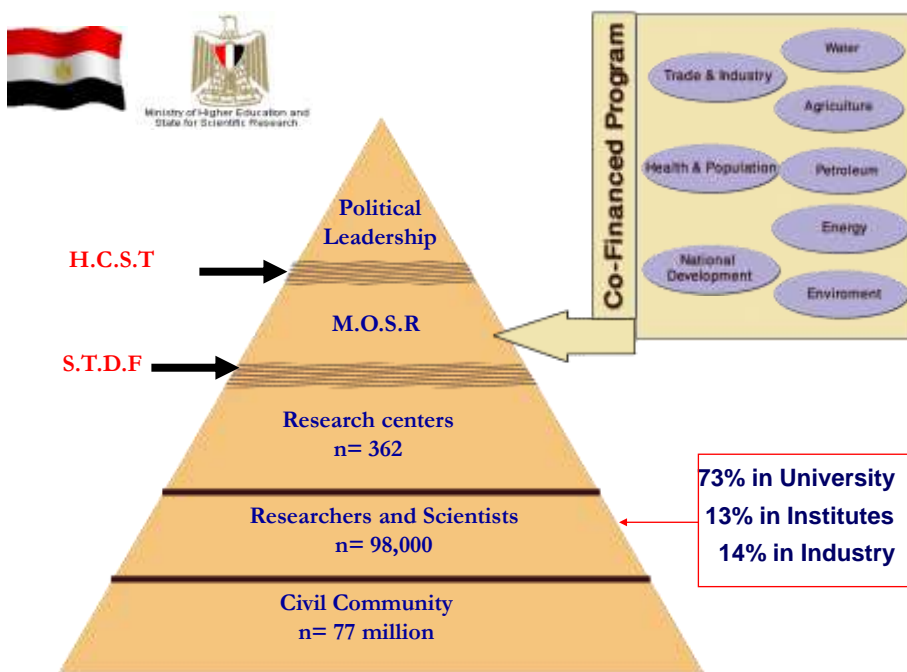 Ministry of Higher Education and
State for Scientific Research
Co-Financed Program
Water
Trade & Industry
Agriculture
Health & Population
Petroleum
Energy
National
Development
Enviroment
Political
Leadership
H.C.S.T
M.O.S.R
S.T.D.F
Research centers
n= 362
73% in University
13% in Institutes
14% in Industry
Researchers and Scientists
n= 98,000
Civil Community
n= 77 million